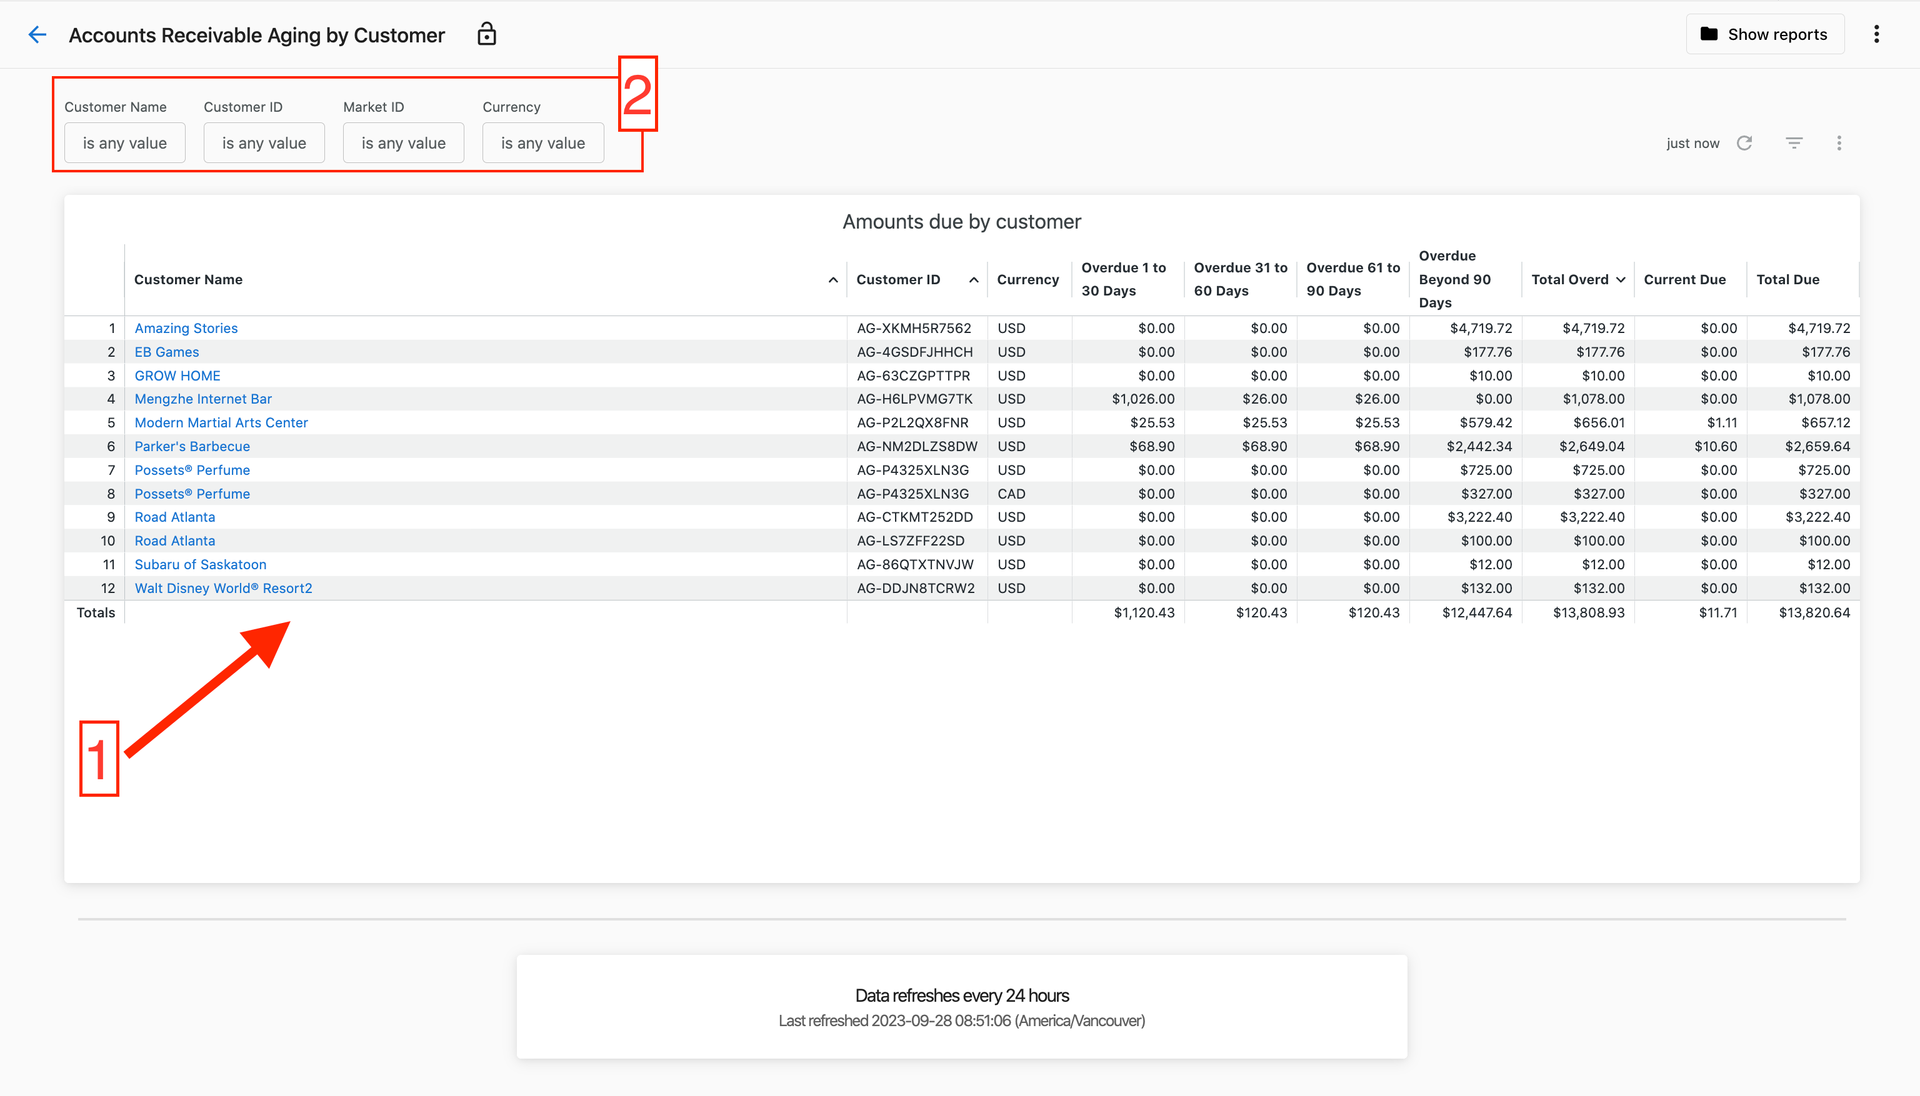 Accounts Receivable Aging by Customer
Show reports
2
Customer Name Customer ID Market ID Currency
is any value is any value is any value is any value
just now
Amounts due by customer
Customer Name Customer ID Currency Overdue 1 to 30 Days Overdue 31 to 60 Days Overdue 61 to 90 Days Overdue Beyond 90 Days Total Overd Current Due Total Due
1 Amazing Stories AG-XKMH5R7562 USD $0.00 $0.00 $0.00 $4,719.72 $4,719.72 $0.00 $4,719.72
2 EB Games AG-4GSDFJHHCH USD $0.00 $0.00 $0.00 $177.76 $177.76 $0.00 $177.76
3 GROW HOME AG-63CZGPTTPR USD $0.00 $0.00 $0.00 $10.00 $10.00 $0.00 $10.00
4 Mengzhe Internet Bar AG-H6LPVMG7TK USD $1,026.00 $26.00 $26.00 $0.00 $1,078.00 $0.00 $1,078.00
5 Modern Martial Arts Center AG-P2L2QX8FNR USD $25.53 $25.53 $25.53 $579.42 $656.01 $1.11 $657.12
6 Parker's Barbecue AG-NM2DLZS8DW USD $68.90 $68.90 $68.90 $2,442.34 $2,649.04 $10.60 $2,659.64
7 Possets® Perfume AG-P4325XLN3G USD $0.00 $0.00 $0.00 $725.00 $725.00 $0.00 $725.00
8 Possets® Perfume AG-P4325XLN3G CAD $0.00 $0.00 $0.00 $327.00 $327.00 $0.00 $327.00
9 Road Atlanta AG-CTKMT252DD USD $0.00 $0.00 $0.00 $3,222.40 $3,222.40 $0.00 $3,222.40
10 Road Atlanta AG-LS7ZFF22SD USD $0.00 $0.00 $0.00 $100.00 $100.00 $0.00 $100.00
11 Subaru of Saskatoon AG-86QTXTNVJW USD $0.00 $0.00 $0.00 $12.00 $12.00 $0.00 $12.00
12 Walt Disney World® Resort2 AG-DDJN8TCRW2 USD $0.00 $0.00 $0.00 $132.00 $132.00 $0.00 $132.00
Totals $1,120.43 $120.43 $120.43 $12,447.64 $13,808.93 $11.71 $13,820.64
1
Data refreshes every 24 hours
Last refreshed 2023-09-28 08:51:06 (America/Vancouver)